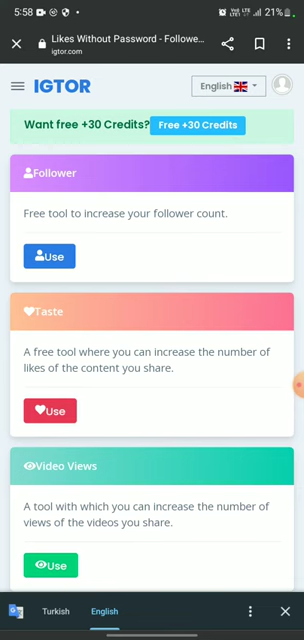 5:58
21%
Likes Without Password - Followe...
igtor.com
IGTOR
English
Want free +30 Credits? Free +30 Credits
Follower
Free tool to increase your follower count.
Use
Taste
A free tool where you can increase the number of
likes of the content you share.
Use
Video Views
A tool with which you can increase the number of
views of the videos you share.
Use
Turkish English